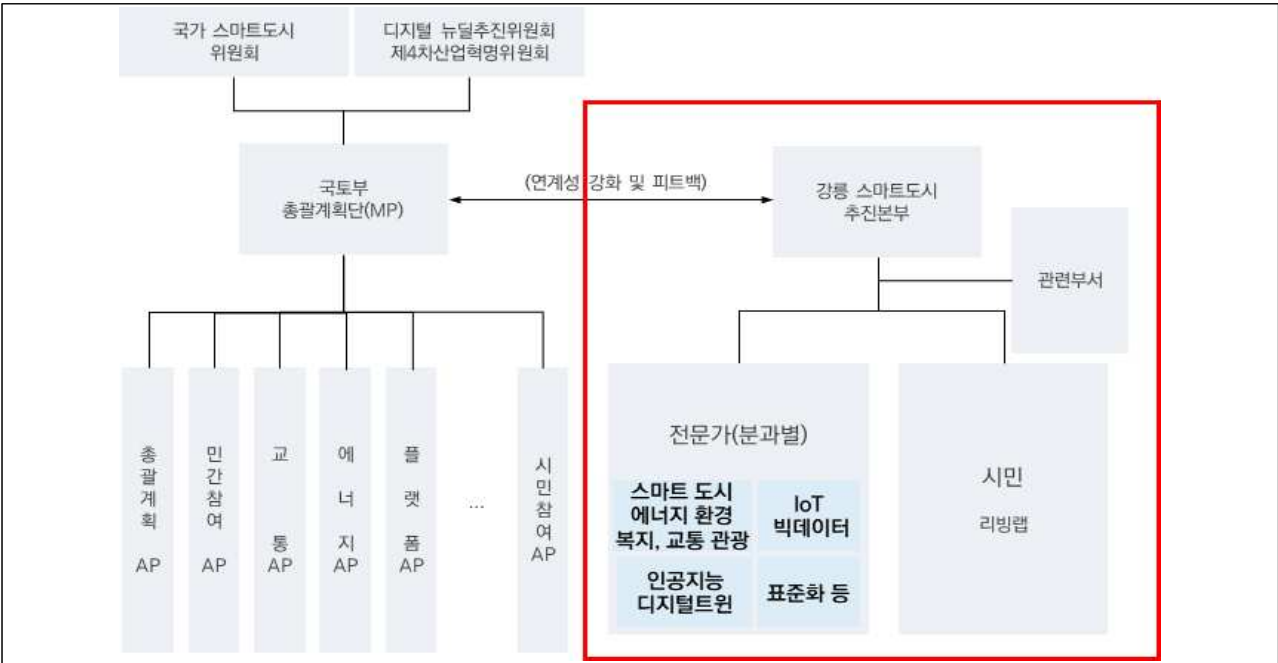 국가 스마트도시
위원회
디지털 뉴딜추진위원회
제4차산업혁명위원회
국토부
총괄계획단(MP)
(연계성 강화 및 피트백)
강릉 스마트도시
추진본부
관련부서
총괄계획 AP
민간참여 AP
교통 AP
에너지 AP
플랫폼 AP
...
시민참여 AP
전문가(분과별)
스마트 도시
에너지 환경
복지, 교통 관광
IoT
빅데이터
인공지능
디지털트윈
표준화 등
시민
리빙랩